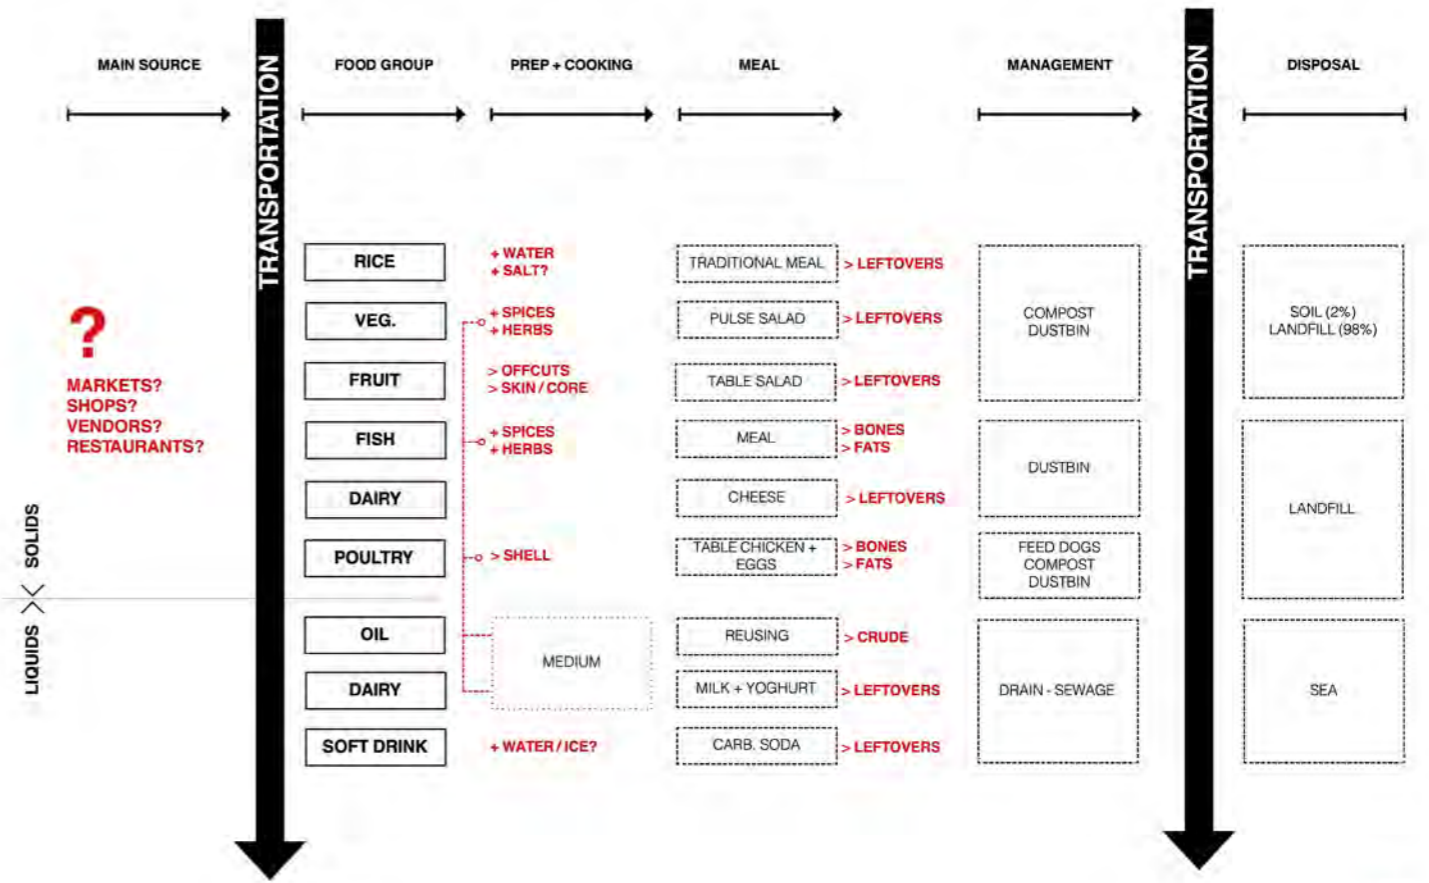 MAIN SOURCE
TRANSPORTATION
FOOD GROUP
PREP + COOKING
MEAL
MANAGEMENT
TRANSPORTATION
DISPOSAL
?
MARKETS?
SHOPS?
VENDORS?
RESTAURANTS?
SOLIDS
LIQUIDS
RICE
+ WATER
+ SALT?
TRADITIONAL MEAL
> LEFTOVERS
VEG.
+ SPICES
+ HERBS
PULSE SALAD
> LEFTOVERS
FRUIT
> OFFCUTS
> SKIN / CORE
TABLE SALAD
> LEFTOVERS
COMPOST
DUSTBIN
SOIL (2%)
LANDFILL (98%)
FISH
+ SPICES
+ HERBS
MEAL
> BONES
> FATS
DAIRY
CHEESE
> LEFTOVERS
DUSTBIN
POULTRY
> SHELL
TABLE CHICKEN +
EGGS
> BONES
> FATS
FEED DOGS
COMPOST
DUSTBIN
LANDFILL
OIL
MEDIUM
REUSING
> CRUDE
DAIRY
MILK + YOGHURT
> LEFTOVERS
DRAIN - SEWAGE
SEA
SOFT DRINK
+ WATER / ICE?
CARB. SODA
> LEFTOVERS